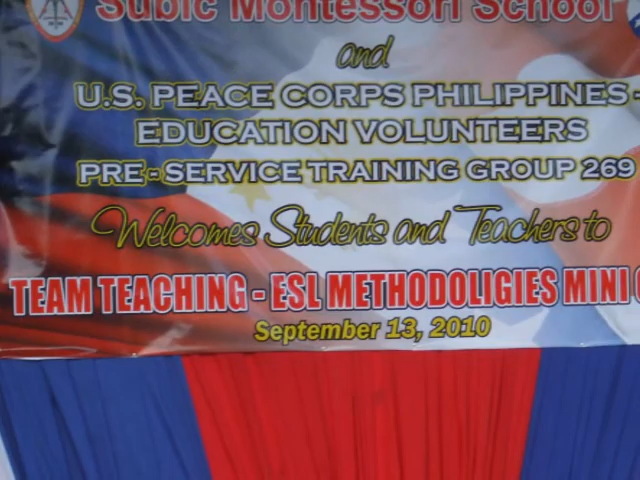 Subic Montessori School
and
U.S. PEACE CORPS PHILIPPINES -
EDUCATION VOLUNTEERS
PRE - SERVICE TRAINING GROUP 269
Welcomes Students and Teachers to
TEAM TEACHING - ESL METHODOLIGIES MINI
September 13, 2010